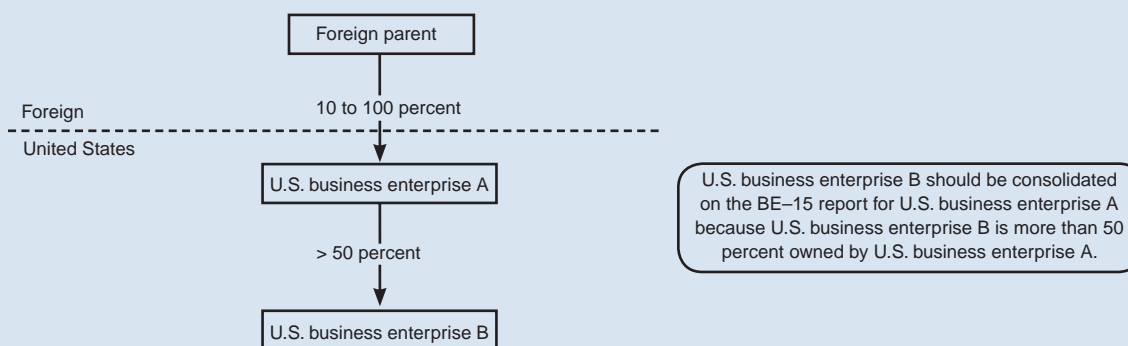 Foreign parent
Foreign
10 to 100 percent
United States
U.S. business enterprise A
U.S. business enterprise B should be consolidated
on the BE–15 report for U.S. business enterprise A
because U.S. business enterprise B is more than 50
percent owned by U.S. business enterprise A.
> 50 percent
U.S. business enterprise B